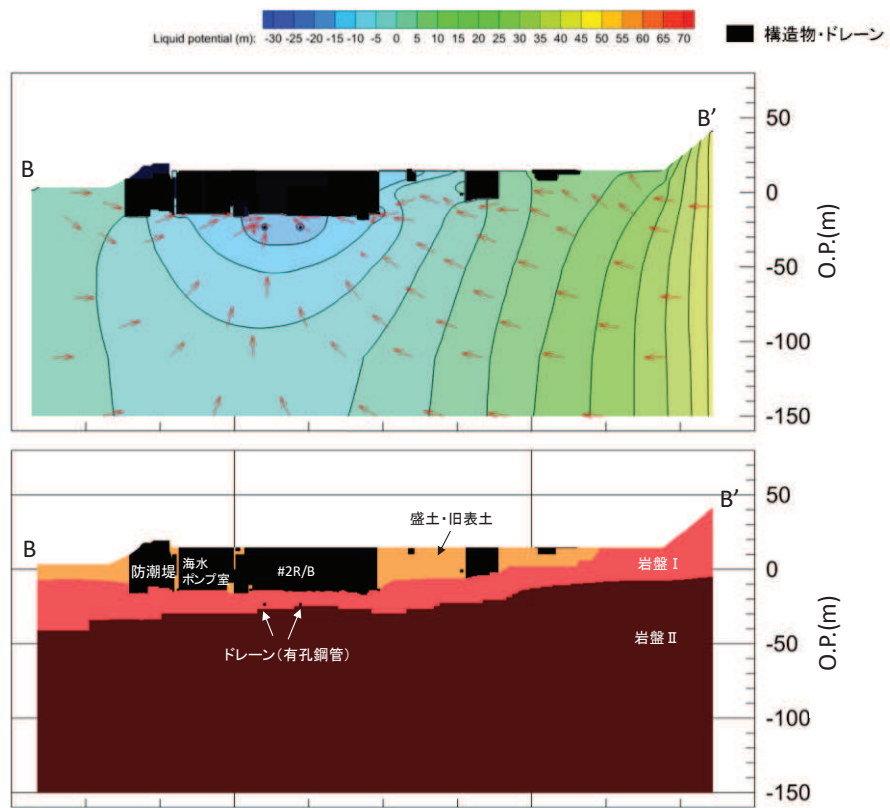 Liquid potential (m): -30 -25 -20 -15 -10 -5 0 5 10 15 20 25 30 35 40 45 50 55 60 65 70
構造物・ドレーン
B
B’
50
0
-50
-100
-150
O.P.(m)
B
B’
盛土・旧表土
防潮堤
海水
ポンプ室
#2R/B
岩盤Ⅰ
岩盤Ⅱ
ドレーン(有孔鋼管)
50
0
-50
-100
-150
O.P.(m)